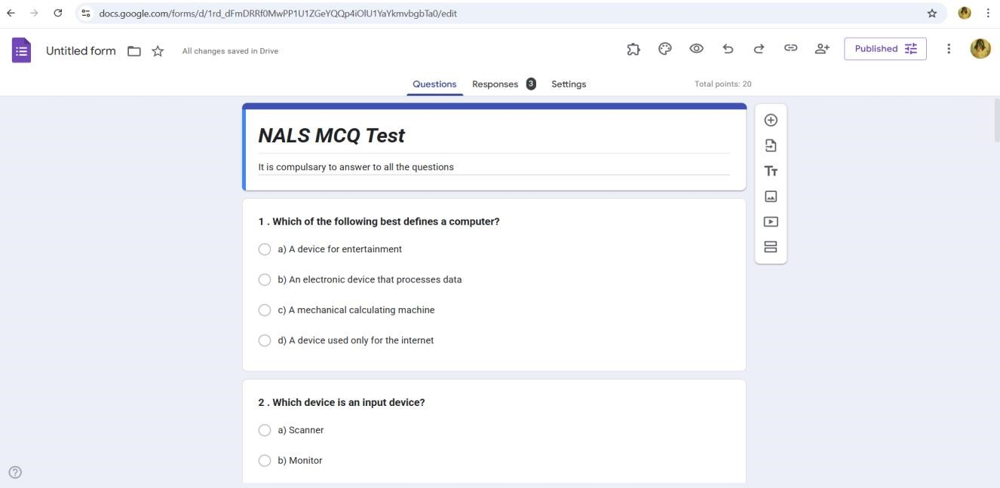 docs.google.com/forms/d/1rd_dFmDRRf0MwPP1U1ZGeYQQp4iOlU1YaYkmvbgbTa0/edit
Untitled form
All changes saved in Drive
Published
Questions
Responses 3
Settings
Total points: 20
NALS MCQ Test
It is compulsary to answer to all the questions
Tт
1 . Which of the following best defines a computer?
a) A device for entertainment
b) An electronic device that processes data
c) A mechanical calculating machine
d) A device used only for the internet
2 . Which device is an input device?
a) Scanner
b) Monitor